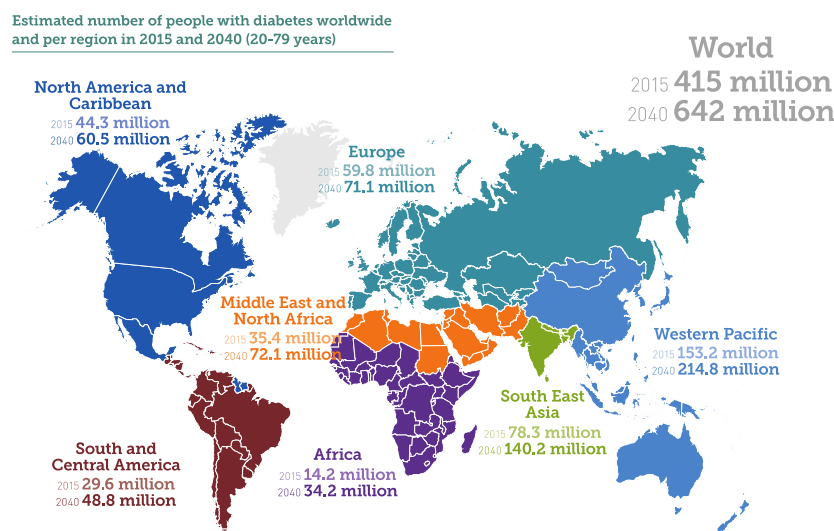 Estimated number of people with diabetes worldwide
and per region in 2015 and 2040 (20-79 years)
World
2015 415 million
2040 642 million
North America and
Caribbean
2015 44.3 million
2040 60.5 million
Europe
2015 59.8 million
2040 71.1 million
Middle East and
North Africa
2015 35.4 million
2040 72.1 million
Western Pacific
2015 153.2 million
2040 214.8 million
South East
Asia
2015 78.3 million
2040 140.2 million
South and
Central America
2015 29.6 million
2040 48.8 million
Africa
2015 14.2 million
2040 34.2 million